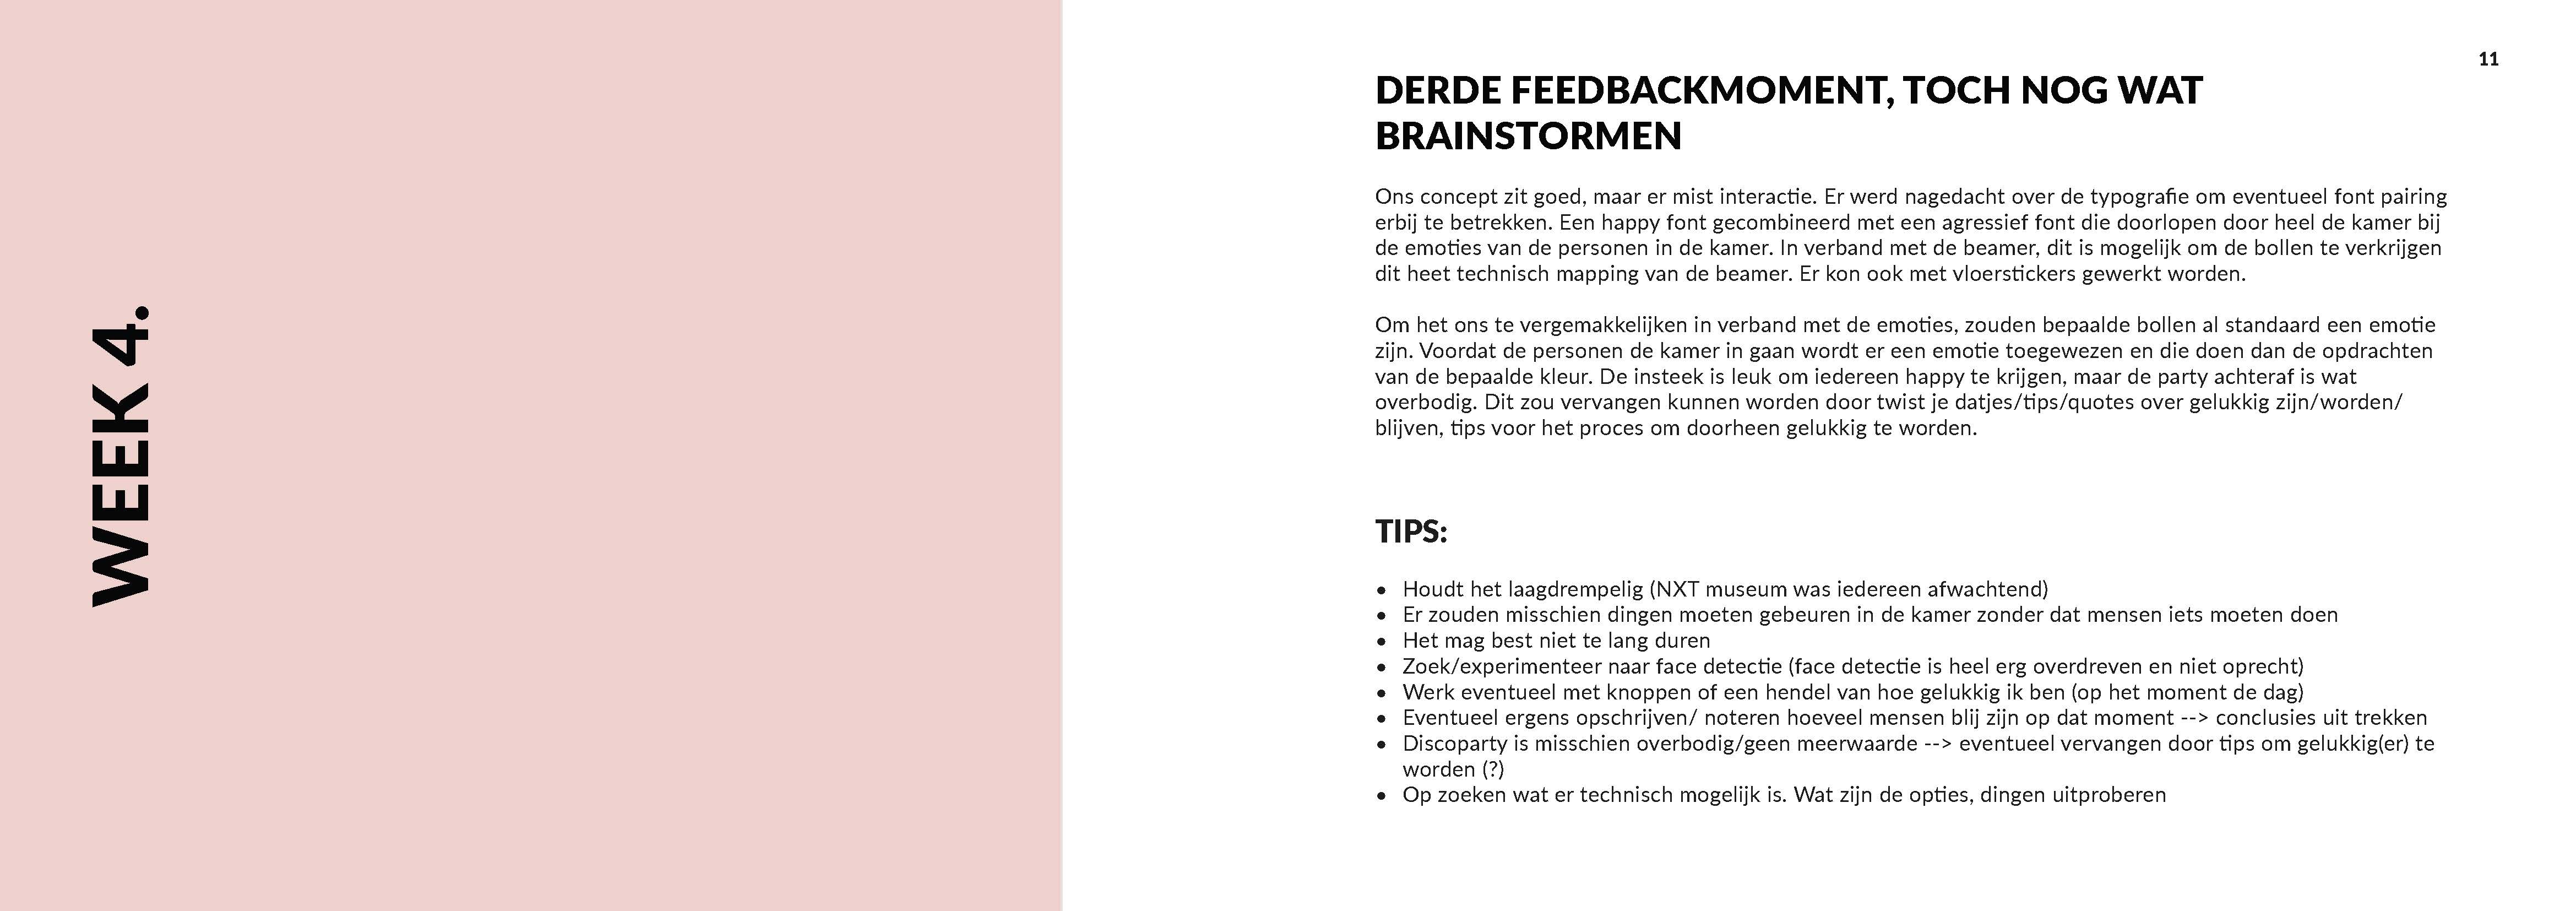 WEEK 4.
11
DERDE FEEDBACKMOMENT, TOCH NOG WAT
BRAINSTORMEN
Ons concept zit goed, maar er mist interactie. Er werd nagedacht over de typografie om eventueel font pairing
erbij te betrekken. Een happy font gecombineerd met een agressief font die doorlopen door heel de kamer bij
de emoties van de personen in de kamer. In verband met de beamer, dit is mogelijk om de bollen te verkrijgen
dit heet technisch mapping van de beamer. Er kon ook met vloerstickers gewerkt worden.
Om het ons te vergemakkelijken in verband met de emoties, zouden bepaalde bollen al standaard een emotie
zijn. Voordat de personen de kamer in gaan wordt er een emotie toegewezen en die doen dan de opdrachten
van de bepaalde kleur. De insteek is leuk om iedereen happy te krijgen, maar de party achteraf is wat
overbodig. Dit zou vervangen kunnen worden door twist je datjes/tips/quotes over gelukkig zijn/worden/
blijven, tips voor het proces om doorheen gelukkig te worden.
TIPS:
• Houdt het laagdrempelig (NXT museum was iedereen afwachtend)
• Er zouden misschien dingen moeten gebeuren in de kamer zonder dat mensen iets moeten doen
• Het mag best niet te lang duren
• Zoek/experimenteer naar face detectie (face detectie is heel erg overdreven en niet oprecht)
• Werk eventueel met knoppen of een hendel van hoe gelukkig ik ben (op het moment de dag)
• Eventueel ergens opschrijven/ noteren hoeveel mensen blij zijn op dat moment --> conclusies uit trekken
• Discoparty is misschien overbodig/geen meerwaarde --> eventueel vervangen door tips om gelukkig(er) te
worden (?)
• Op zoeken wat er technisch mogelijk is. Wat zijn de opties, dingen uitproberen